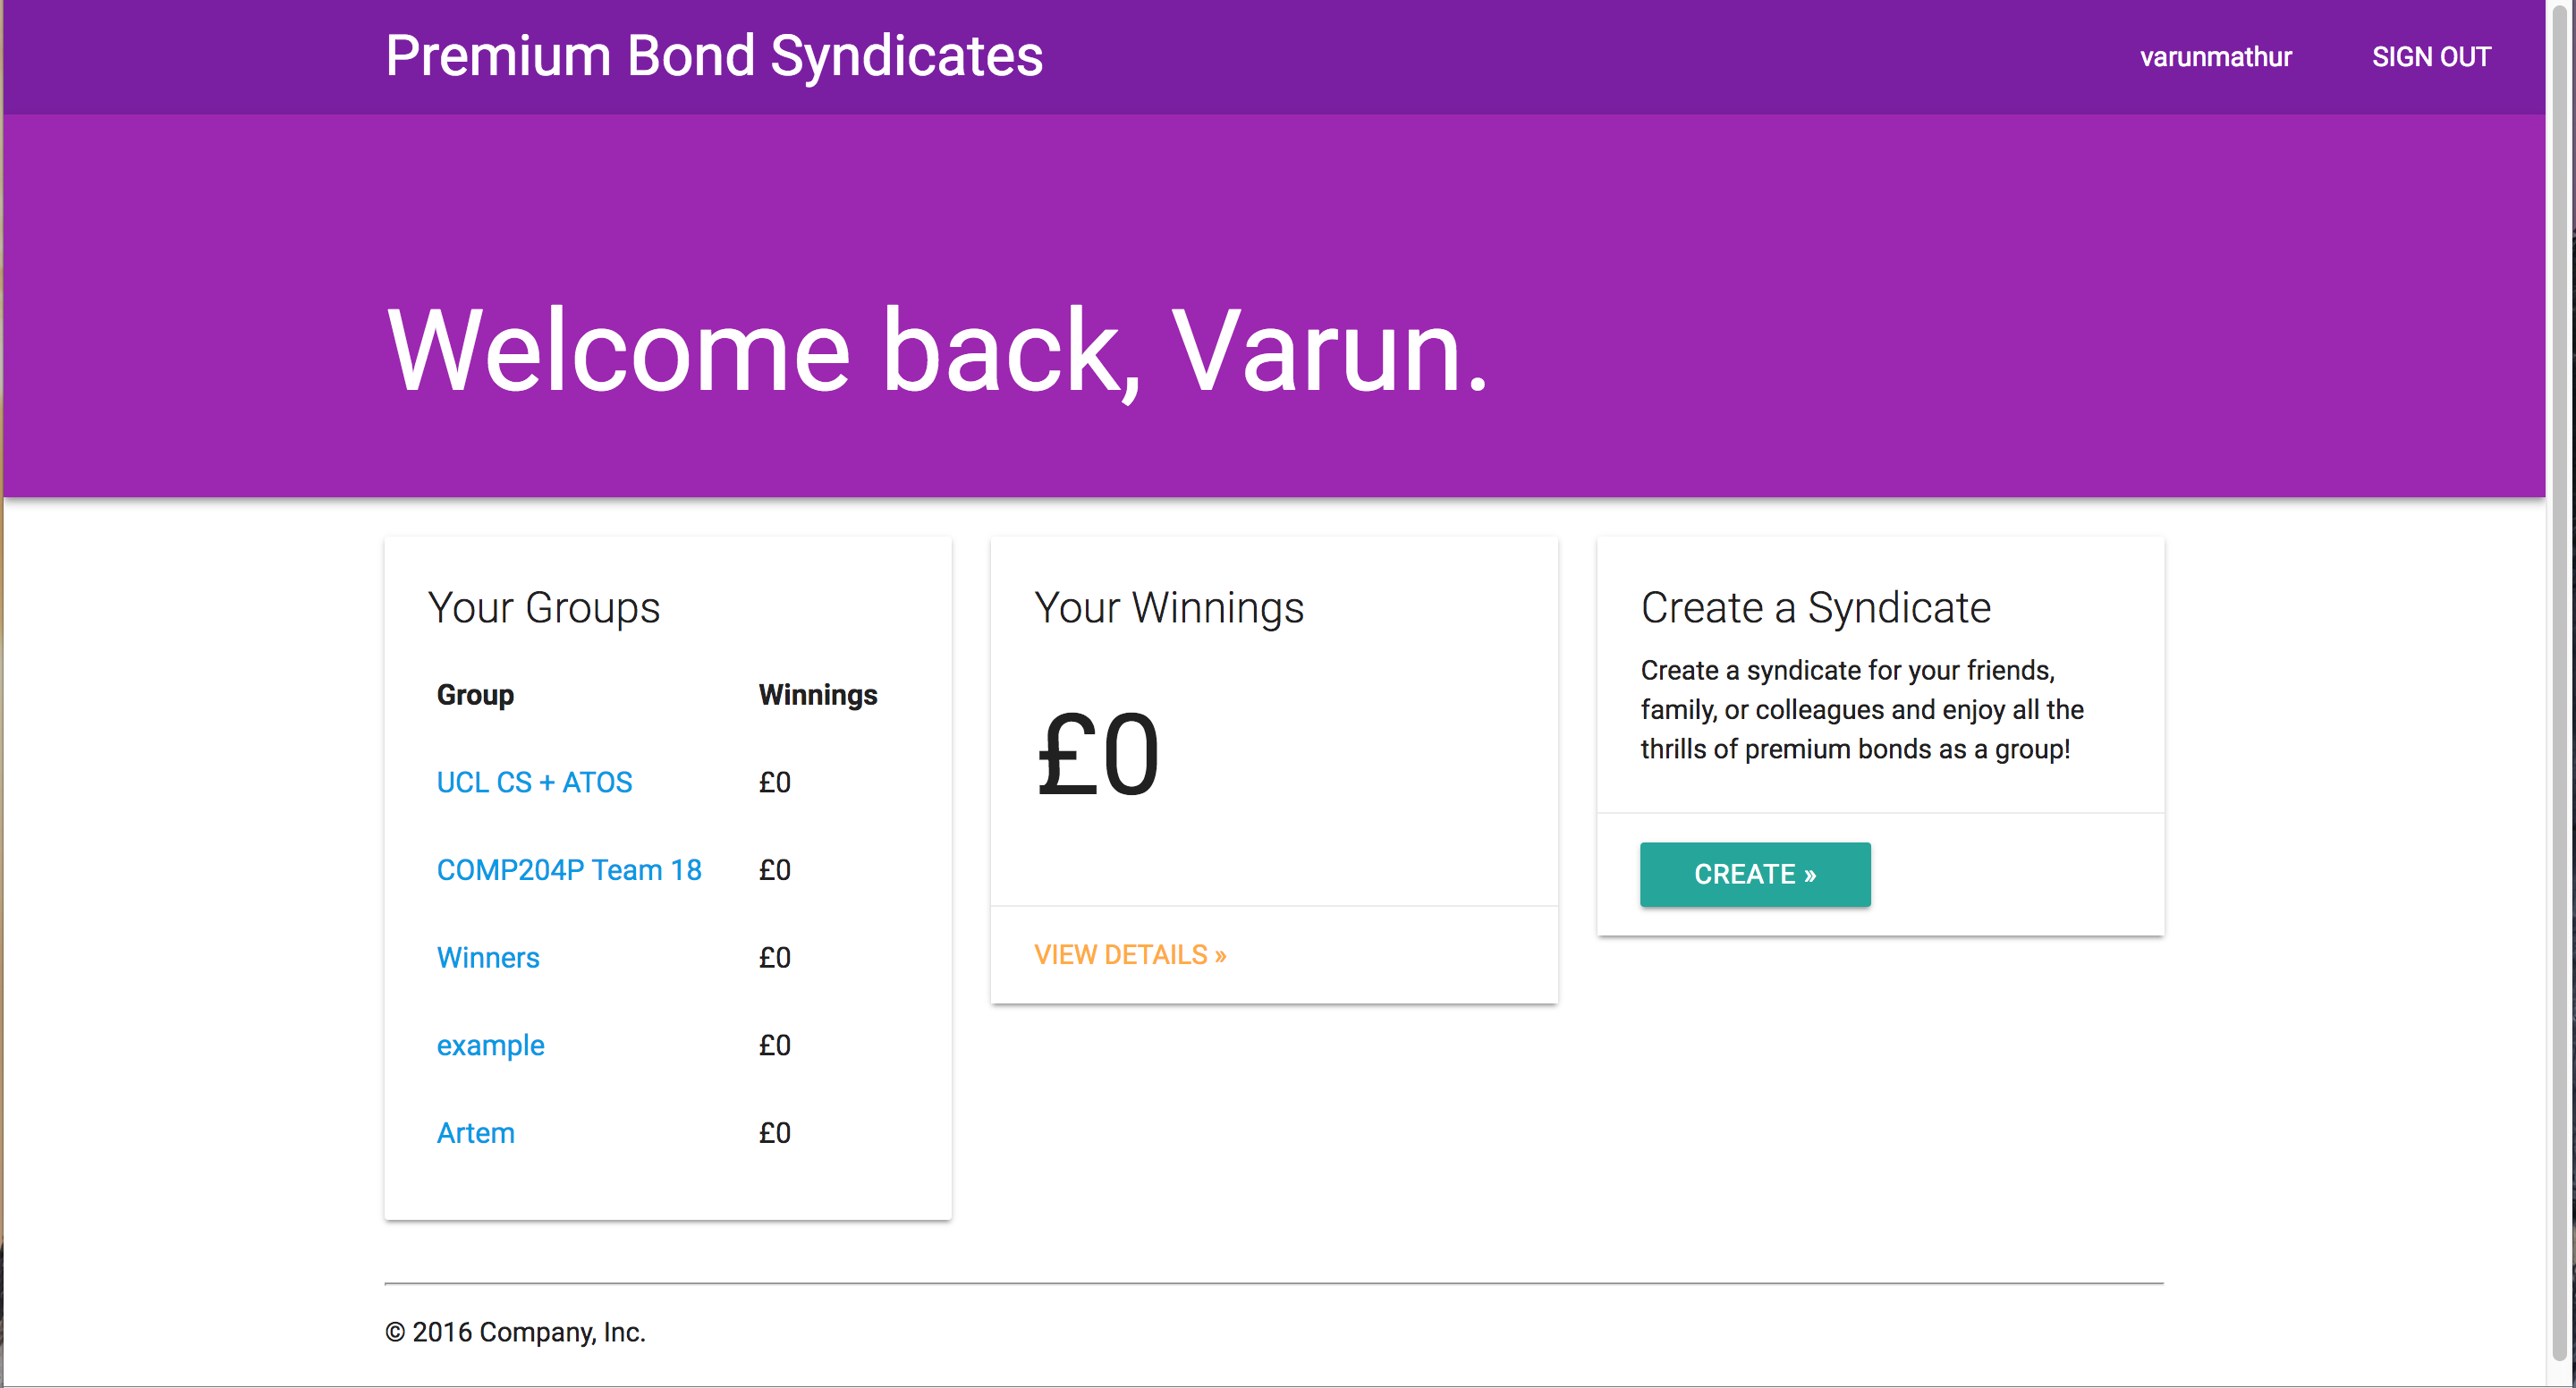 Premium Bond Syndicates
varunmathur
SIGN OUT
Welcome back, Varun.
Your Groups
Group Winnings
UCL CS + ATOS £0
COMP204P Team 18 £0
Winners £0
example £0
Artem £0
Your Winnings
£0
VIEW DETAILS »
Create a Syndicate
Create a syndicate for your friends,
family, or colleagues and enjoy all the
thrills of premium bonds as a group!
CREATE »
© 2016 Company, Inc.